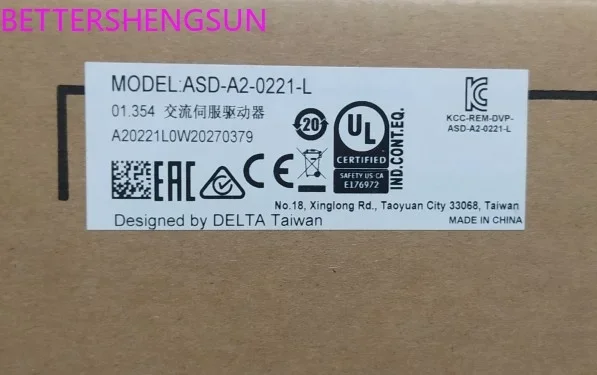 BETTERSHENGSUN
MODEL:ASD-A2-0221-L
01.354 交流伺服驱动器
A20221L0W20270379
20
UL
CERTIFIED
SAFETY US CA
E176972
IND.CONT.EQ.
KC
KCC-REM-DVP-
ASD-A2-0221-L
EAC
CE
No.18, Xinglong Rd., Taoyuan City 33068, Taiwan
Designed by DELTA Taiwan
MADE IN CHINA